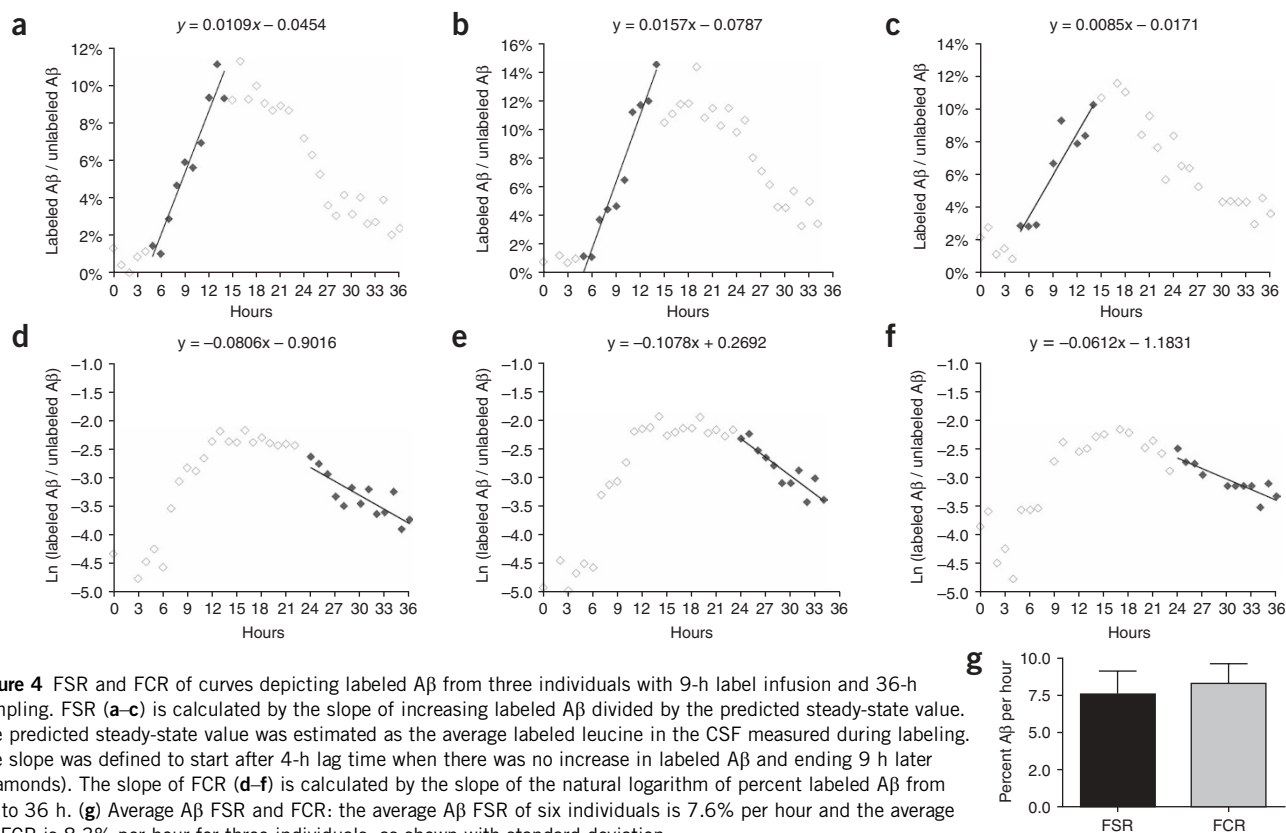 a
y = 0.0109x – 0.0454
Labeled Aβ / unlabeled Aβ
12%
10%
8%
6%
4%
2%
0%
0 3 6 9 12 15 18 21 24 27 30 33 36
Hours
b
y = 0.0157x – 0.0787
Labeled Aβ / unlabeled Aβ
16%
14%
12%
10%
8%
6%
4%
2%
0%
0 3 6 9 12 15 18 21 24 27 30 33 36
Hours
c
y = 0.0085x – 0.0171
Labeled Aβ / unlabeled Aβ
14%
12%
10%
8%
6%
4%
2%
0%
0 3 6 9 12 15 18 21 24 27 30 33 36
Hours
d
y = –0.0806x – 0.9016
Ln (labeled Aβ / unlabeled Aβ)
–1.0
–1.5
–2.0
–2.5
–3.0
–3.5
–4.0
–4.5
–5.0
0 3 6 9 12 15 18 21 24 27 30 33 36
Hours
e
y = –0.1078x + 0.2692
Ln (labeled Aβ / unlabeled Aβ)
–1.0
–1.5
–2.0
–2.5
–3.0
–3.5
–4.0
–4.5
–5.0
0 3 6 9 12 15 18 21 24 27 30 33 36
Hours
f
y = –0.0612x – 1.1831
Ln (labeled Aβ / unlabeled Aβ)
–1.0
–1.5
–2.0
–2.5
–3.0
–3.5
–4.0
–4.5
–5.0
0 3 6 9 12 15 18 21 24 27 30 33 36
Hours
ure 4 FSR and FCR of curves depicting labeled Aβ from three individuals with 9-h label infusion and 36-h
mpling. FSR (a–c) is calculated by the slope of increasing labeled Aβ divided by the predicted steady-state value.
e predicted steady-state value was estimated as the average labeled leucine in the CSF measured during labeling.
e slope was defined to start after 4-h lag time when there was no increase in labeled Aβ and ending 9 h later
amonds). The slope of FCR (d–f) is calculated by the slope of the natural logarithm of percent labeled Aβ from
to 36 h. (g) Average Aβ FSR and FCR: the average Aβ FSR of six individuals is 7.6% per hour and the average
FCR is 8.3% per hour for three individuals, as shown with standard deviation
g
Percent Aβ per hour
10.0
7.5
5.0
2.0
0.0
FSR FCR